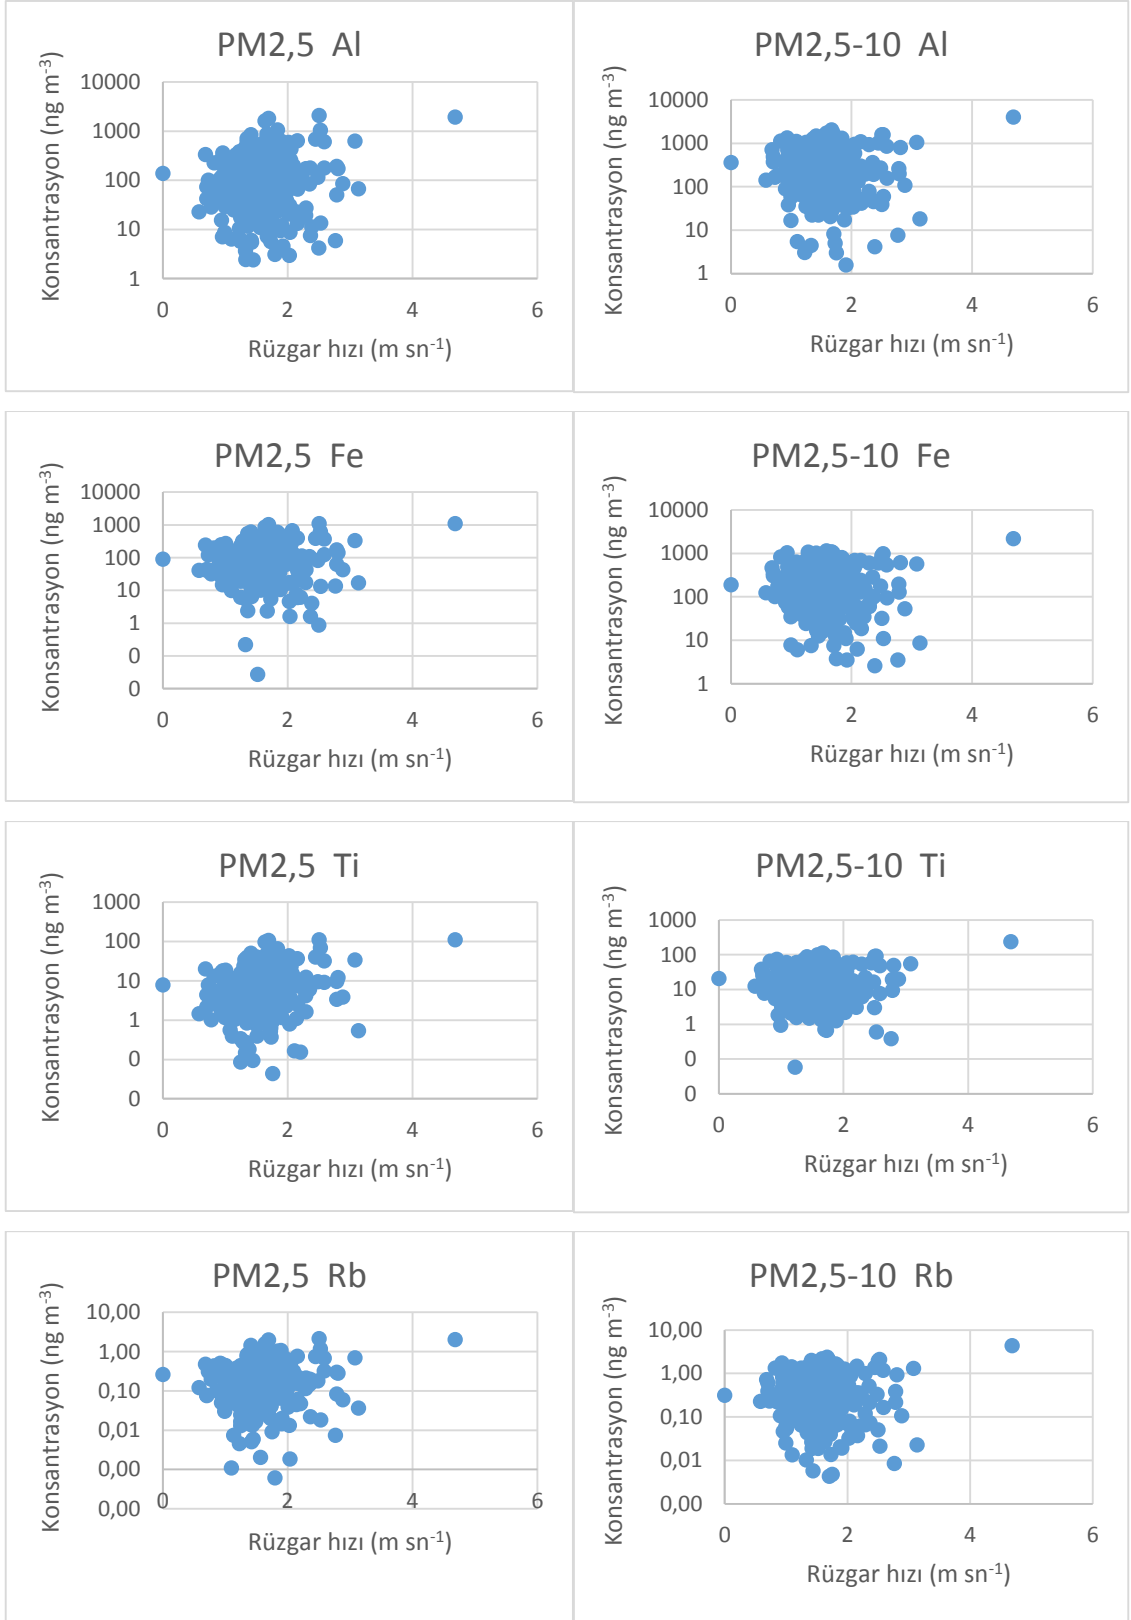 PM2,5 Al
Konsantrasyon (ng m⁻³)
10000
1000
100
10
1
0 2 4 6
Rüzgar hızı (m sn⁻¹)
PM2,5-10 Al
Konsantrasyon (ng m⁻³)
10000
1000
100
10
1
0 2 4 6
Rüzgar hızı (m sn⁻¹)
PM2,5 Fe
Konsantrasyon (ng m⁻³)
10000
1000
100
10
1
0
0
0 2 4 6
Rüzgar hızı (m sn⁻¹)
PM2,5-10 Fe
Konsantrasyon (ng m⁻³)
10000
1000
100
10
1
0 2 4 6
Rüzgar hızı (m sn⁻¹)
PM2,5 Ti
Konsantrasyon (ng m⁻³)
1000
100
10
1
0
0
0 2 4 6
Rüzgar hızı (m sn⁻¹)
PM2,5-10 Ti
Konsantrasyon (ng m⁻³)
1000
100
10
1
0
0
0 2 4 6
Rüzgar hızı (m sn⁻¹)
PM2,5 Rb
Konsantrasyon (ng m⁻³)
10,00
1,00
0,10
0,01
0,00
0,00
0 2 4 6
Rüzgar hızı (m sn⁻¹)
PM2,5-10 Rb
Konsantrasyon (ng m⁻³)
10,00
1,00
0,10
0,01
0,00
0 2 4 6
Rüzgar hızı (m sn⁻¹)